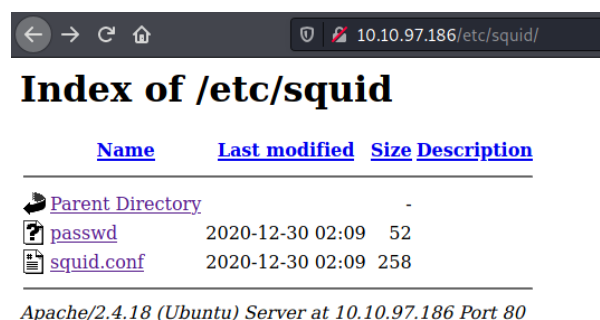 10.10.97.186/etc/squid/
Index of /etc/squid
Name Last modified Size Description
Parent Directory -
passwd 2020-12-30 02:09 52
squid.conf 2020-12-30 02:09 258
Apache/2.4.18 (Ubuntu) Server at 10.10.97.186 Port 80